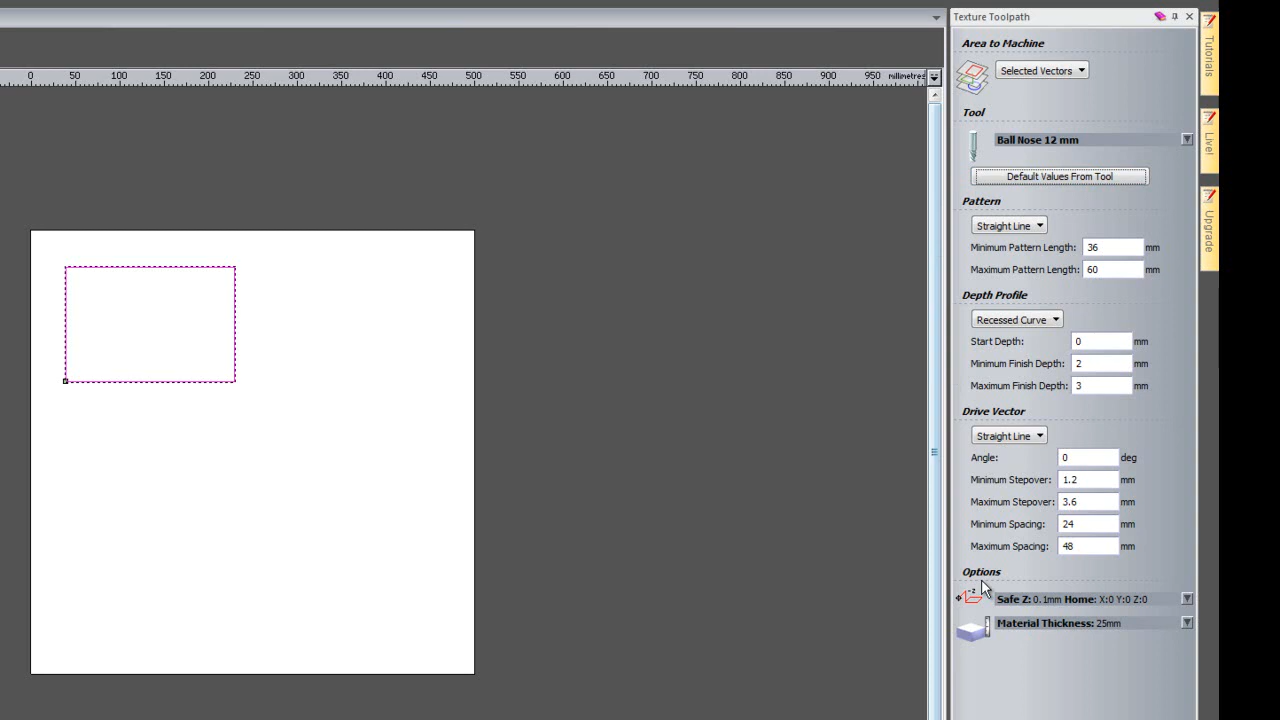 Texture Toolpath
Area to Machine
Selected Vectors
Tool
Ball Nose 12 mm
Default Values From Tool
Pattern
Straight Line
Minimum Pattern Length: 36 mm
Maximum Pattern Length: 60 mm
Depth Profile
Recessed Curve
Start Depth: 0 mm
Minimum Finish Depth: 2 mm
Maximum Finish Depth: 3 mm
Drive Vector
Straight Line
Angle: 0 deg
Minimum Stepover: 1.2 mm
Maximum Stepover: 3.6 mm
Minimum Spacing: 24 mm
Maximum Spacing: 48 mm
Options
Safe Z: 0.1mm Home: X:0 Y:0 Z:0
Material Thickness: 25mm
0 50 100 150 200 250 300 350 400 450 500 550 600 650 700 750 800 850 900 950 millimetres
Tutorials
Live!
Upgrade